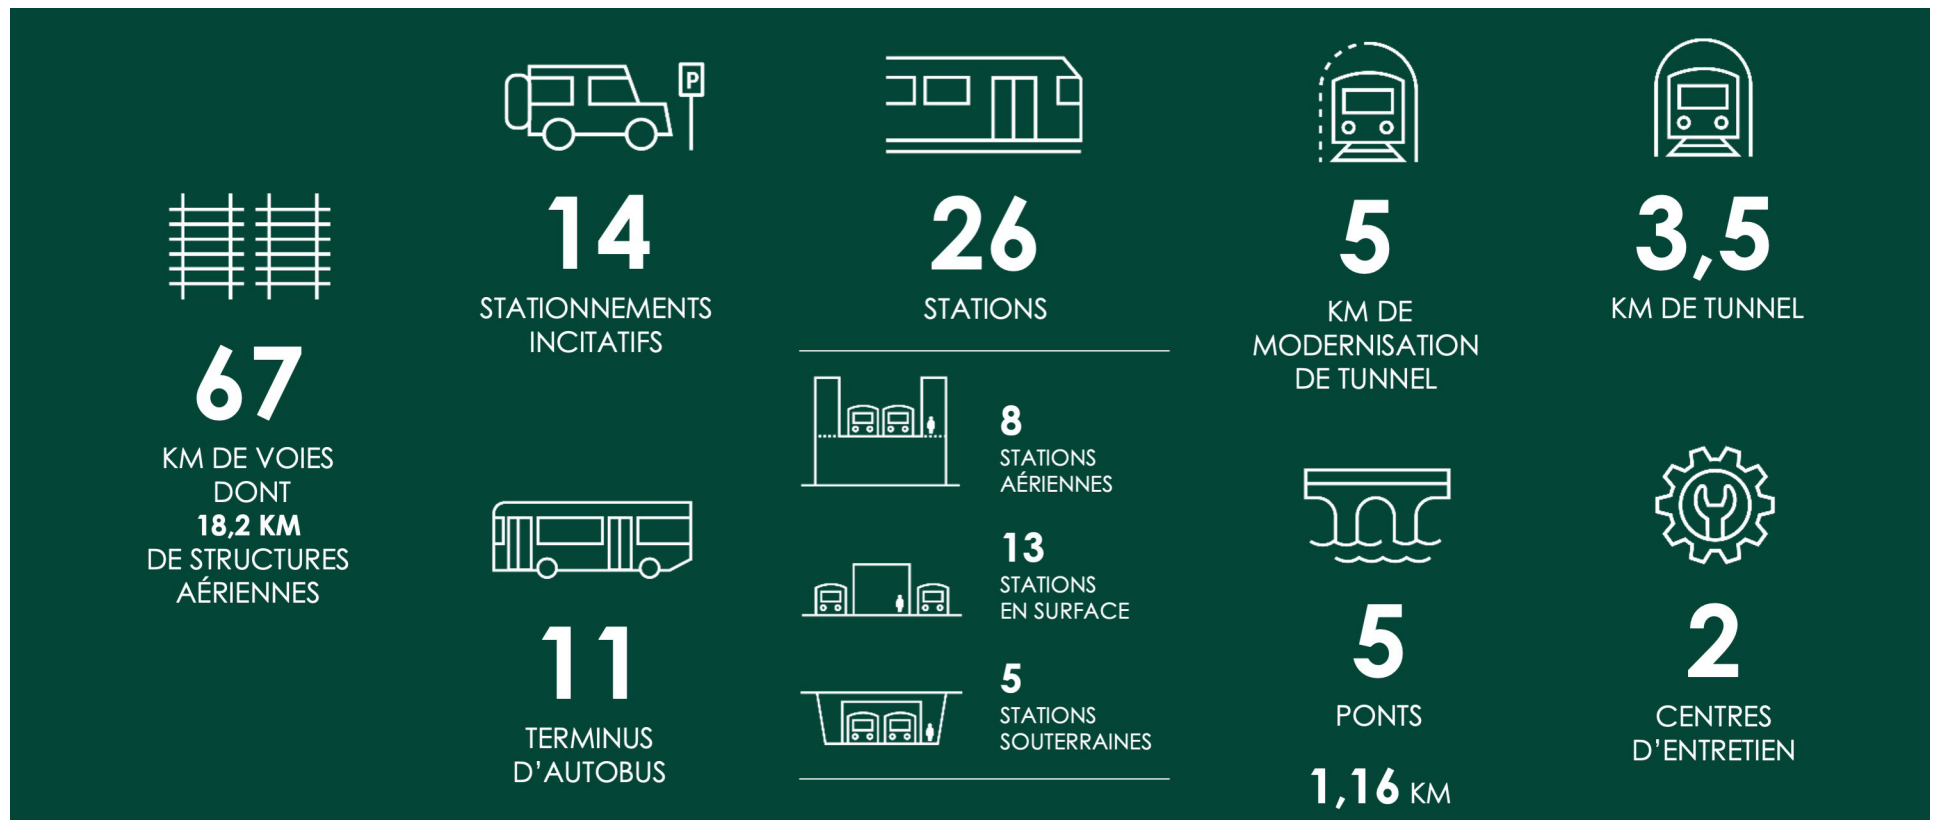 67
KM DE VOIES
DONT
18,2 KM
DE STRUCTURES
AÉRIENNES
P
14
STATIONNEMENTS
INCITATIFS
11
TERMINUS
D’AUTOBUS
26
STATIONS
8
STATIONS
AÉRIENNES
13
STATIONS
EN SURFACE
5
STATIONS
SOUTERRAINES
5
KM DE
MODERNISATION
DE TUNNEL
5
PONTS
1,16 KM
3,5
KM DE TUNNEL
2
CENTRES
D’ENTRETIEN